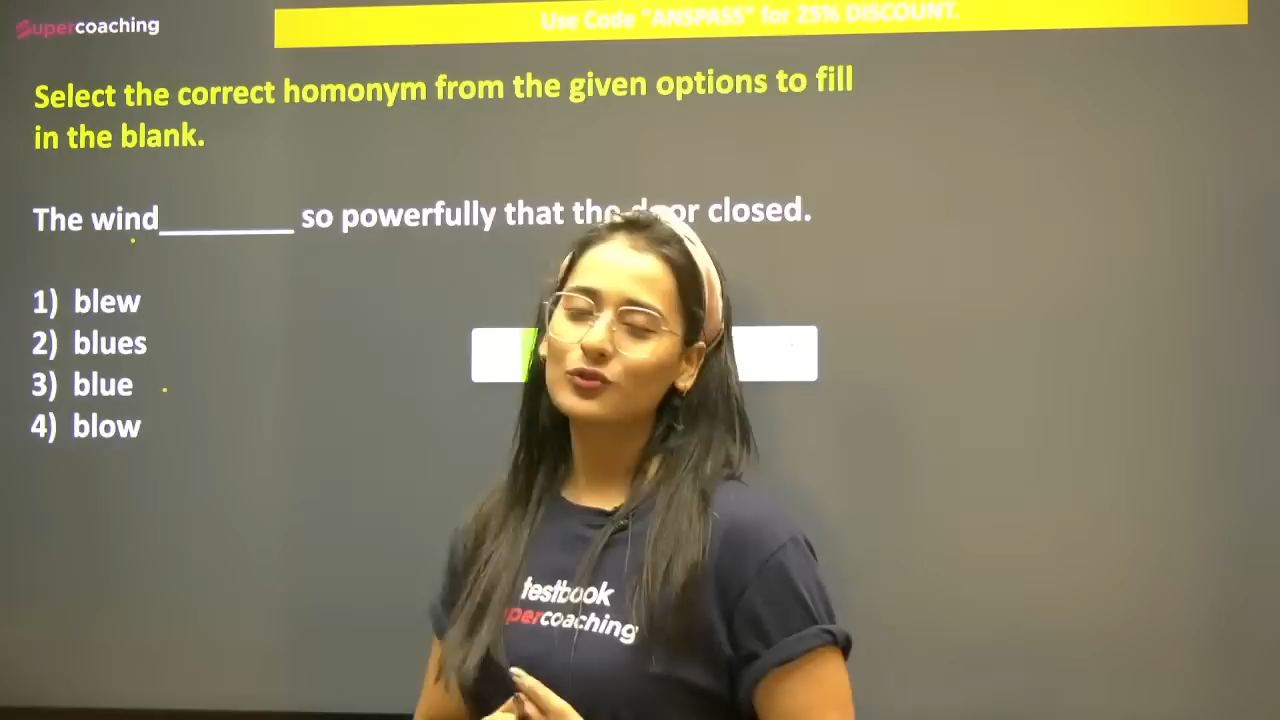 Supercoaching
Use Code "ANSPASS" for 25% DISCOUNT.
Select the correct homonym from the given options to fill
in the blank.
The wind________ so powerfully that the door closed.
1) blew
2) blues
3) blue
4) blow
testbook
percoaching